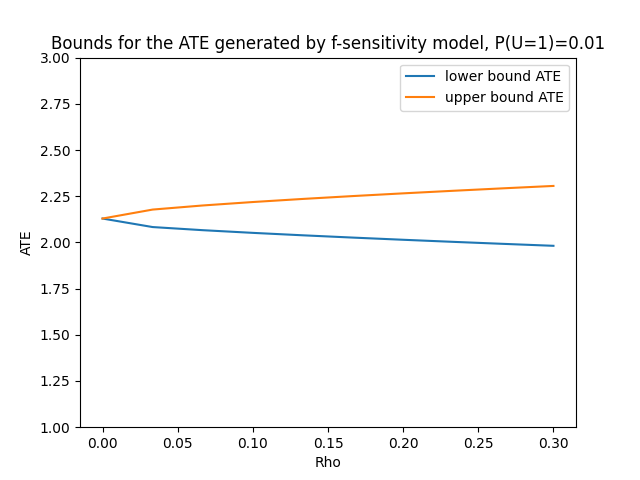 Bounds for the ATE generated by f-sensitivity model, P(U=1)=0.01
3.00
2.75
2.50
2.25
2.00
1.75
1.50
1.25
1.00
ATE
lower bound ATE
upper bound ATE
0.00 0.05 0.10 0.15 0.20 0.25 0.30
Rho